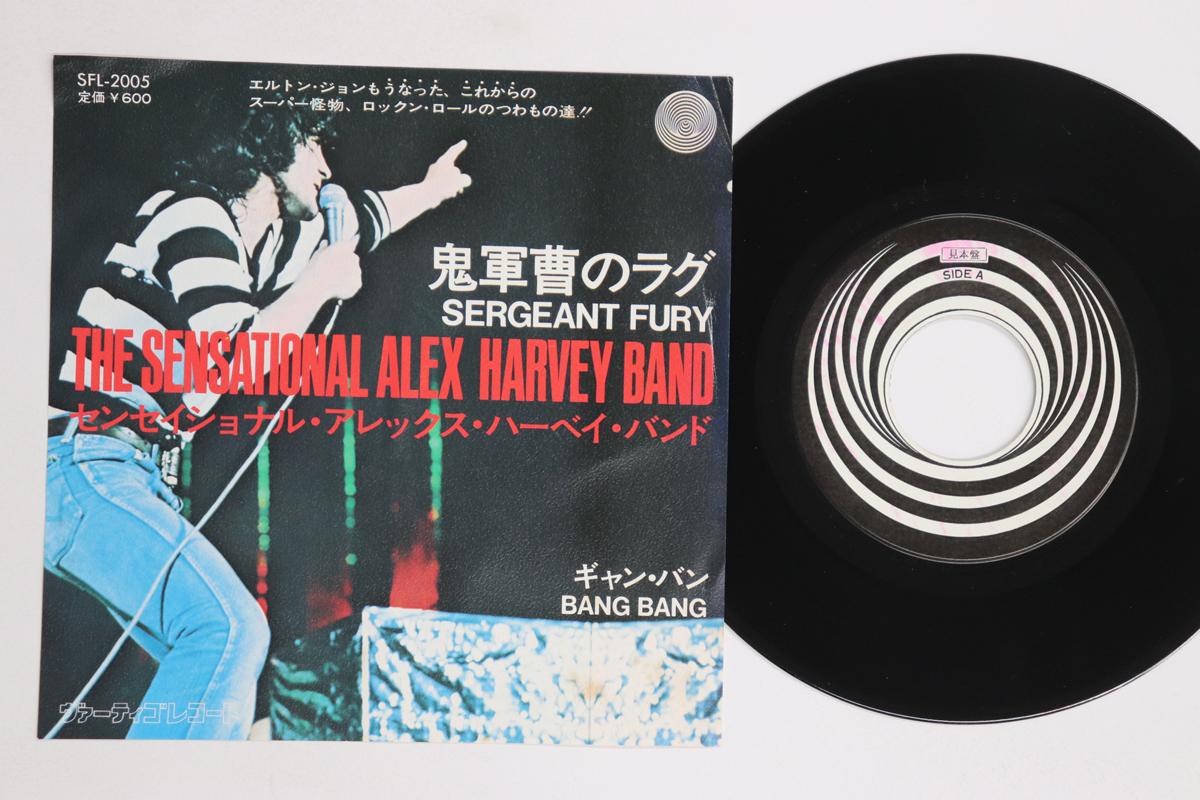 SFL-2005
定価￥600
エルトン・ジョンもうなった、これからの
スーパー怪物、ロックン・ロールのつわもの達!!
鬼軍曹のラグ
SERGEANT FURY
THE SENSATIONAL ALEX HARVEY BAND
センセイショナル・アレックス・ハーベイ・バンド
ギャン・バン
BANG BANG
ヴァーティゴレコード
見本盤
SIDE A